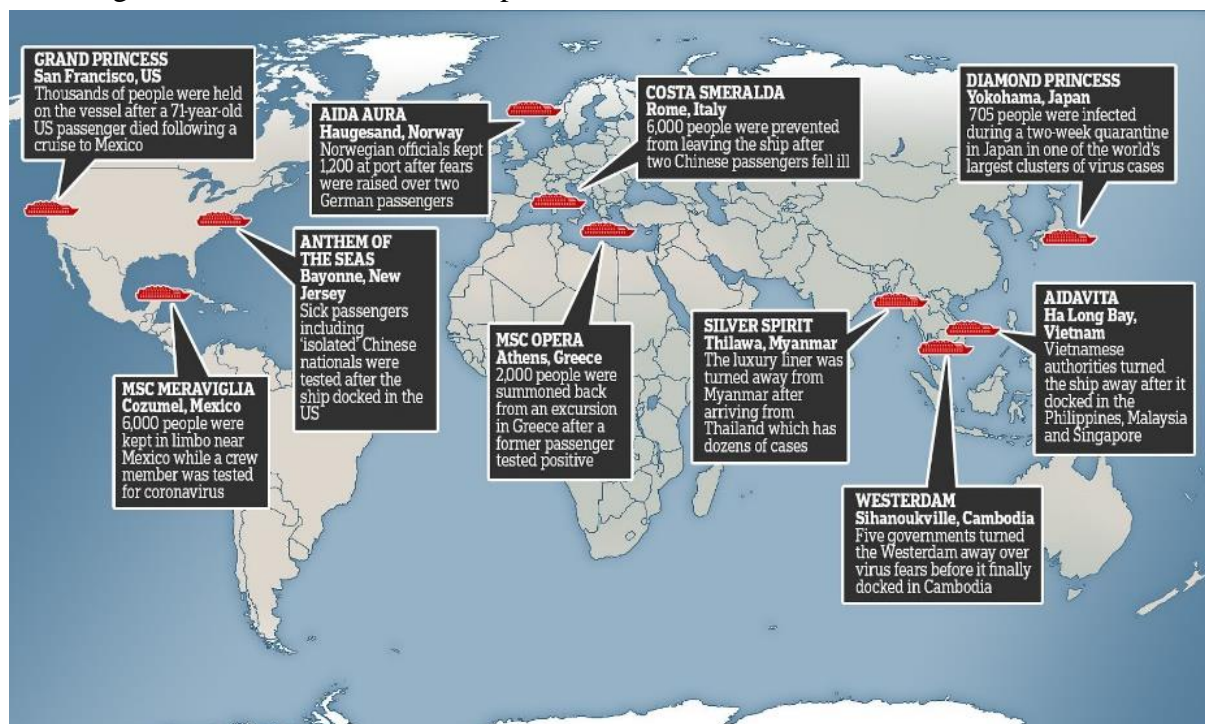 GRAND PRINCESS
San Francisco, US
Thousands of people were held
on the vessel after a 71-year-old
US passenger died following a
cruise to Mexico
AIDA AURA
Haugesand, Norway
Norwegian officials kept
1,200 at port after fears
were raised over two
German passengers
COSTA SMERALDA
Rome, Italy
6,000 people were prevented
from leaving the ship after
two Chinese passengers fell ill
DIAMOND PRINCESS
Yokohama, Japan
705 people were infected
during a two-week quarantine
in Japan in one of the world's
largest clusters of virus cases
ANTHEM OF
THE SEAS
Bayonne, New
Jersey
Sick passengers
including
'isolated' Chinese
nationals were
tested after the
ship docked in the
US
MSC MERAVIGLIA
Cozumel, Mexico
6,000 people were
kept in limbo near
Mexico while a crew
member was tested
for coronavirus
MSC OPERA
Athens, Greece
2,000 people were
summoned back
from an excursion
in Greece after a
former passenger
tested positive
SILVER SPIRIT
Thilawa, Myanmar
The luxury liner was
turned away from
Myanmar after
arriving from
Thailand which has
dozens of cases
AIDAVITA
Ha Long Bay,
Vietnam
Vietnamese
authorities turned
the ship away after it
docked in the
Philippines, Malaysia
and Singapore
WESTERDAM
Sihanoukville, Cambodia
Five governments turned
the Westerdam away over
virus fears before it finally
docked in Cambodia